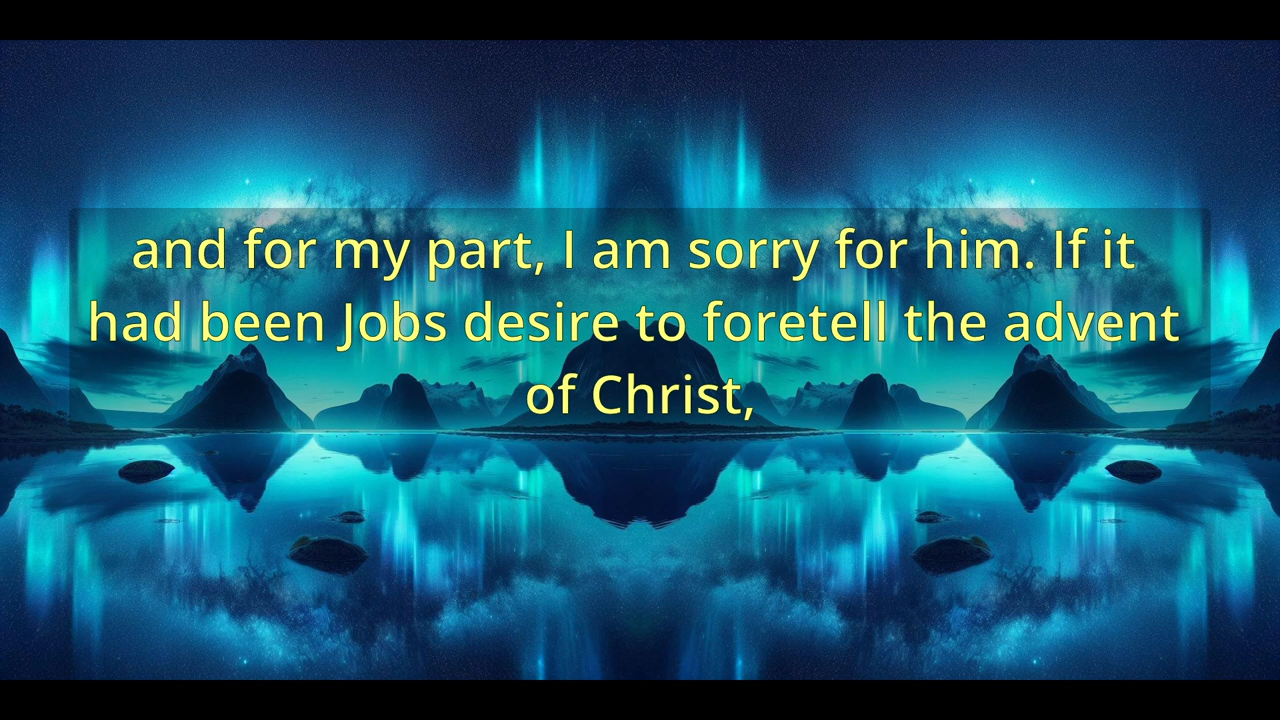 and for my part, I am sorry for him. If it
had been Jobs desire to foretell the advent
of Christ,